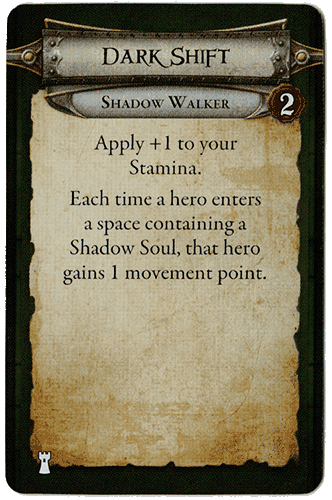 Dark Shift
Shadow Walker
2
Apply +1 to your
Stamina.
Each time a hero enters
a space containing a
Shadow Soul, that hero
gains 1 movement point.